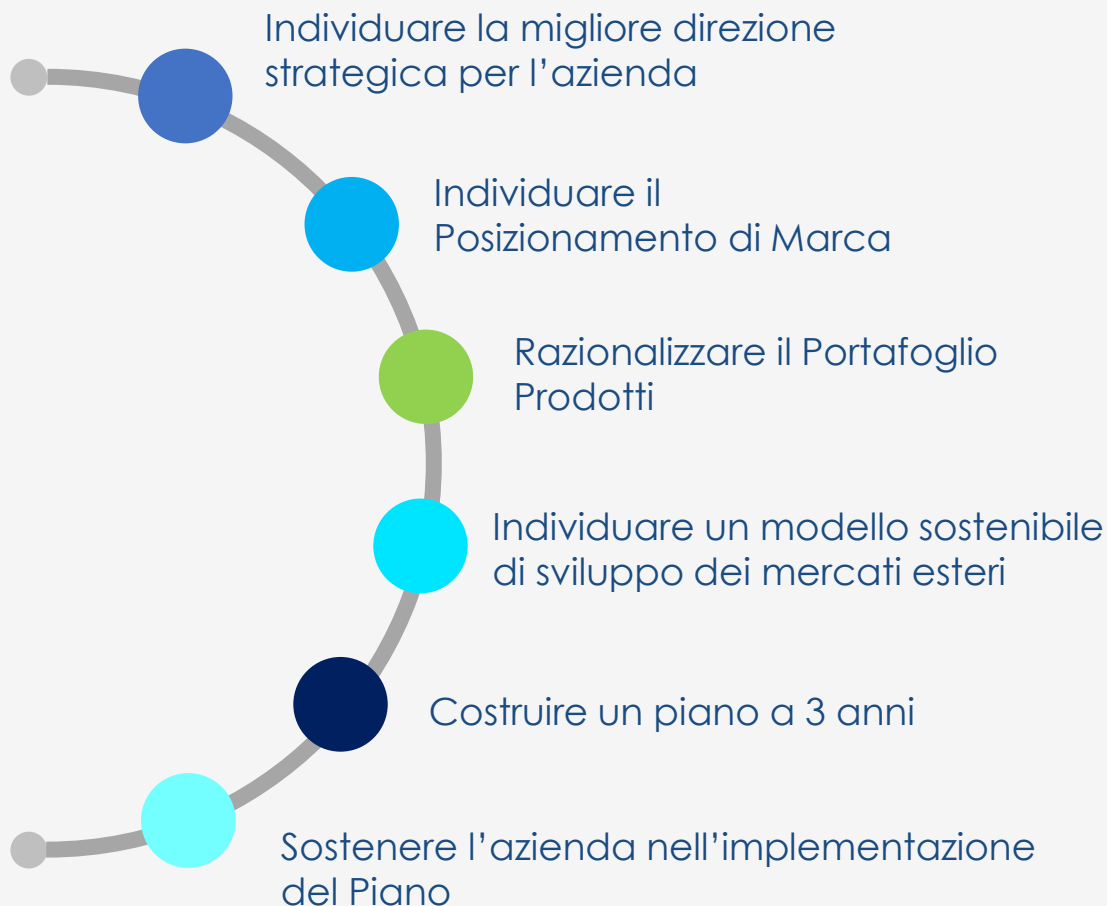 Individuare la migliore direzione
strategica per l’azienda
Individuare il
Posizionamento di Marca
Razionalizzare il Portafoglio
Prodotti
Individuare un modello sostenibile
di sviluppo dei mercati esteri
Costruire un piano a 3 anni
Sostenere l’azienda nell’implementazione
del Piano